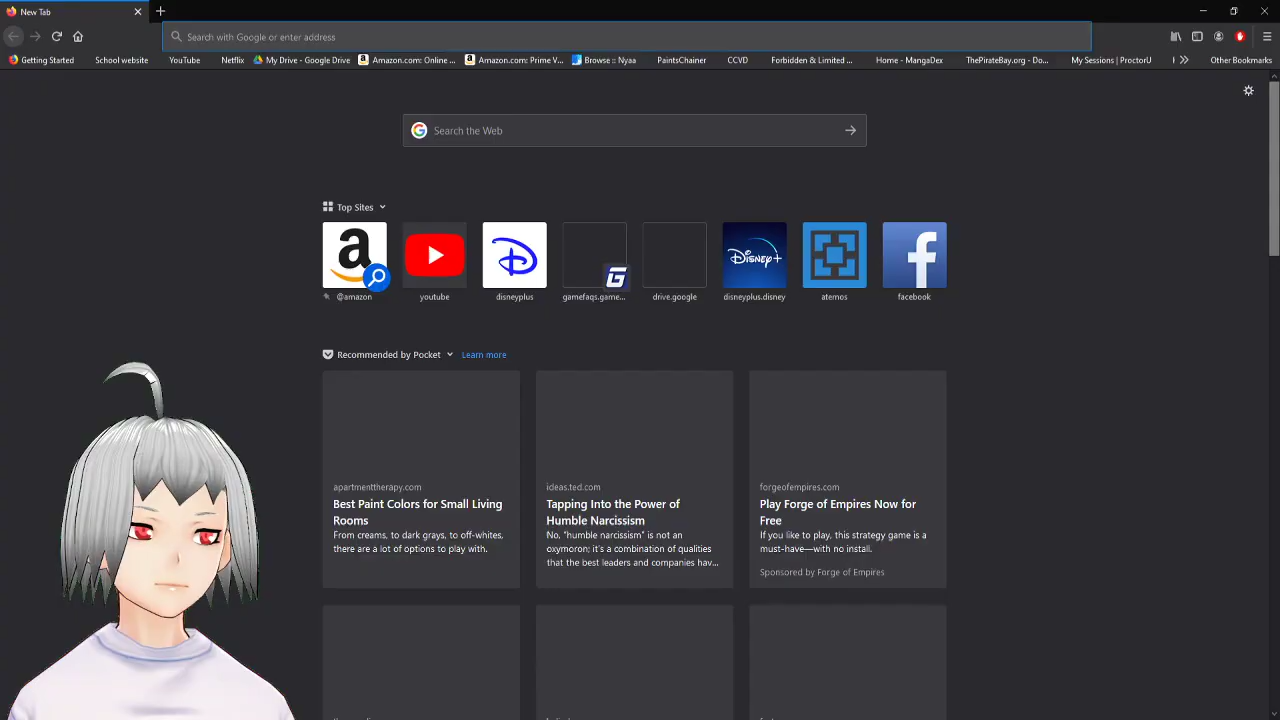 New Tab
Search with Google or enter address
Getting Started School website YouTube Netflix My Drive - Google Drive Amazon.com: Online ... Amazon.com: Prime V... Browse :: Nyaa PaintsChainer CCVD Forbidden & Limited ... Home - MangaDex ThePirateBay.org - Do... My Sessions | ProctorU Other Bookmarks
Search the Web
Top Sites
@amazon youtube disneyplus gamefaqs.game... drive.google disneyplus.disney atemos facebook
Recommended by Pocket Learn more
apartmenttherapy.com
Best Paint Colors for Small Living
Rooms
From creams, to dark grays, to off-whites,
there are a lot of options to play with.
ideas.ted.com
Tapping Into the Power of
Humble Narcissism
No, "humble narcissism" is not an
oxymoron; it's a combination of qualities
that the best leaders and companies hav...
forgeofempires.com
Play Forge of Empires Now for
Free
If you like to play, this strategy game is a
must-have—with no install.
Sponsored by Forge of Empires